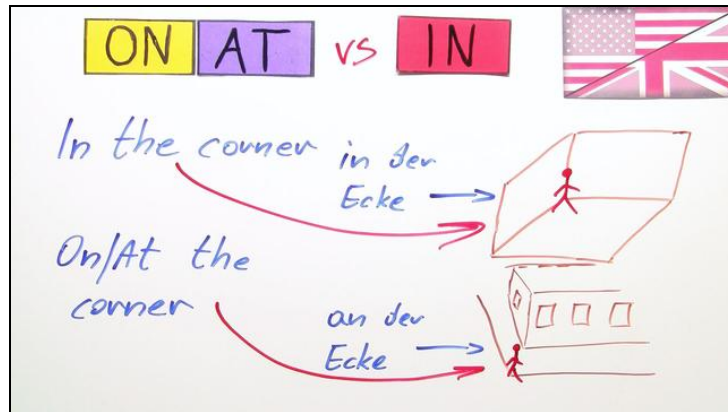 ON AT vs IN
In the corner
in der
Ecke
On/At the
corner
an der
Ecke